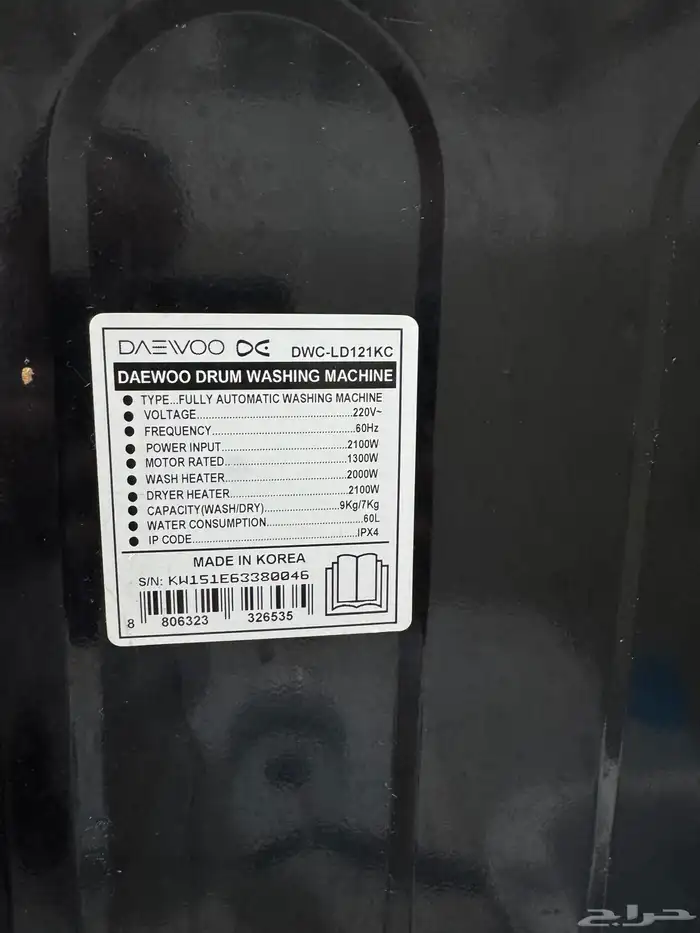 DAEWOO DWC-LD121KC
DAEWOO DRUM WASHING MACHINE
● TYPE...FULLY AUTOMATIC WASHING MACHINE
● VOLTAGE..........................................220V~
● FREQUENCY.......................................60Hz
● POWER INPUT..................................2100W
● MOTOR RATED..................................1300W
● WASH HEATER..................................2000W
● DRYER HEATER.................................2100W
● CAPACITY(WASH/DRY)........................9Kg/7Kg
● WATER CONSUMPTION..........................60L
● IP CODE..........................................IPX4
MADE IN KOREA
S/N: KW151E63380046
8 806323 326535
حراج